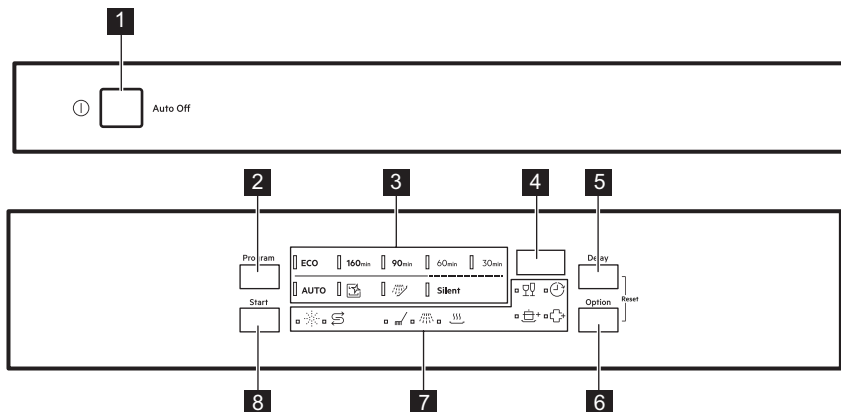 1
Auto Off
2 3 4 5
Program Delay
ECO 160min 90min 60min 30min
AUTO Silent
Start Option Reset
8 7 6